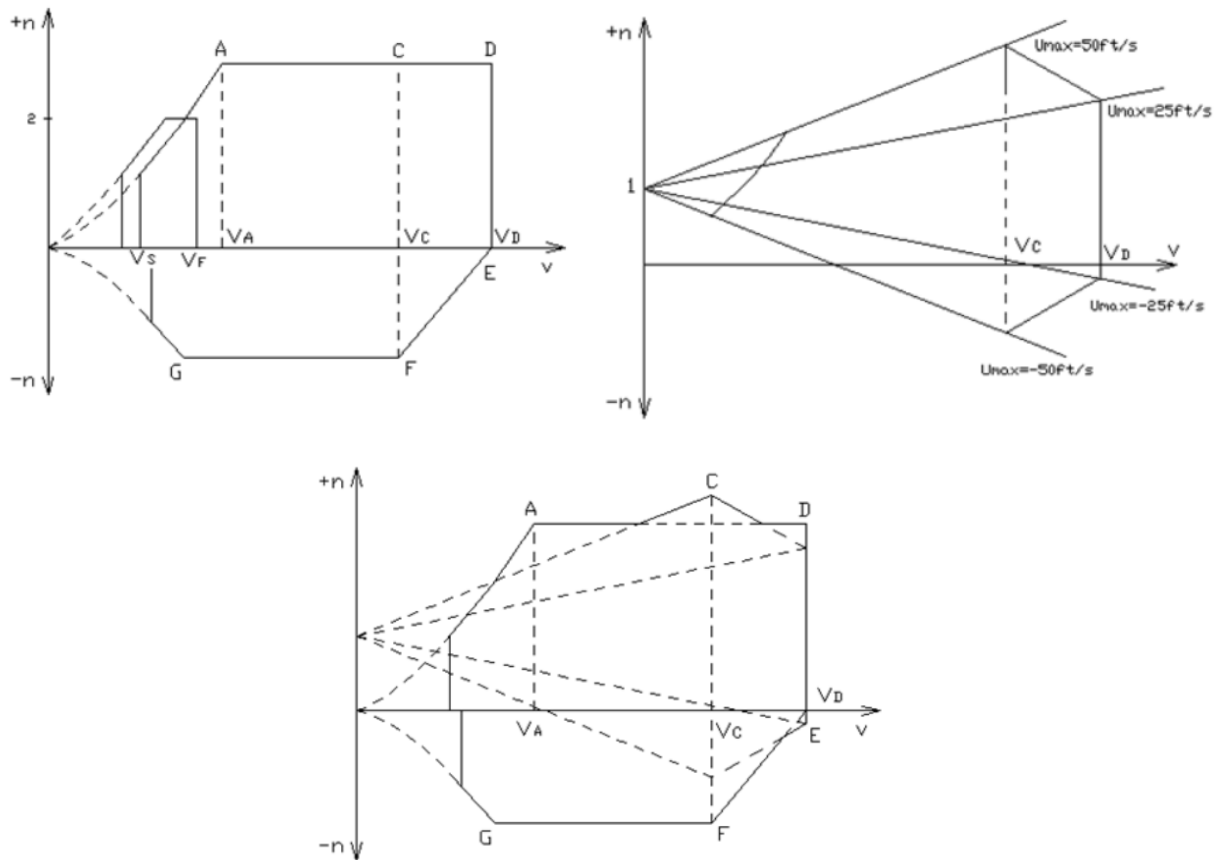 +n
A
C
D
2
VA
VC
VD
VS
VF
v
E
G
F
-n
+n
Umax=50ft/s
Umax=25ft/s
1
VC
VD
v
Umax=-25ft/s
Umax=-50ft/s
-n
+n
C
A
D
VD
VA
VC
v
E
G
F
-n